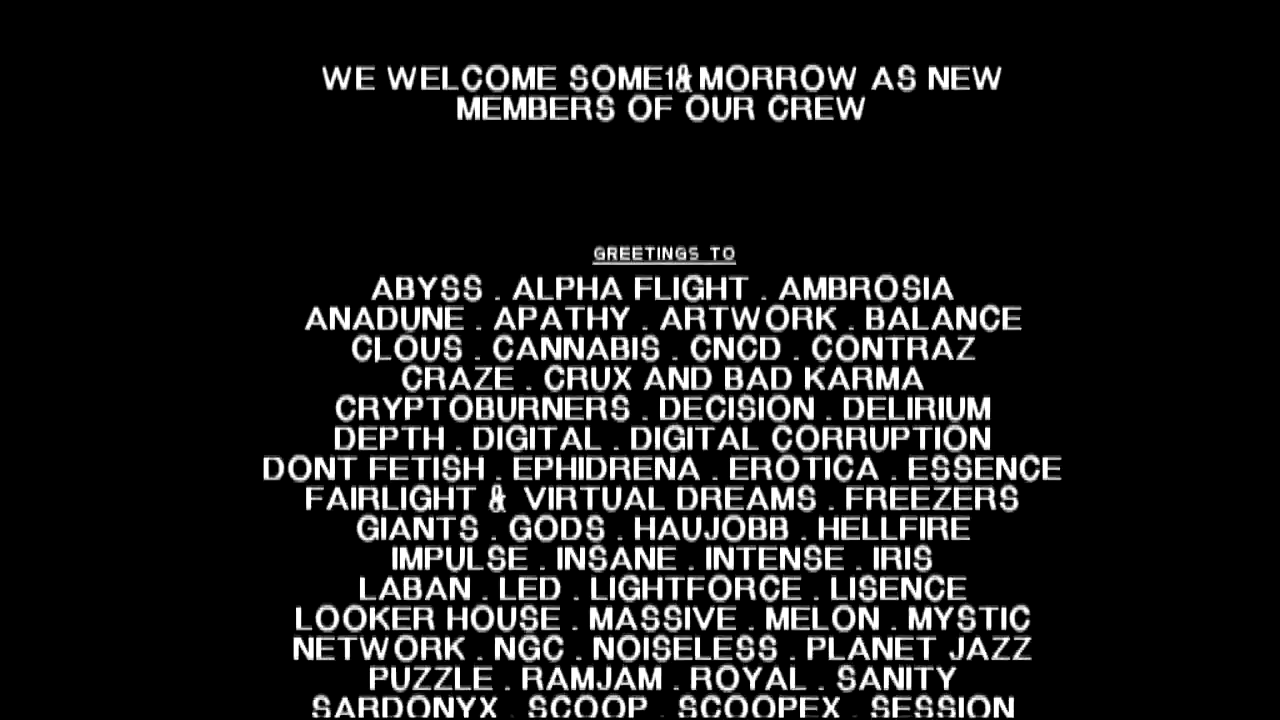 WE WELCOME SOME1 & MORROW AS NEW
MEMBERS OF OUR CREW
GREETINGS TO
ABYSS . ALPHA FLIGHT . AMBROSIA
ANADUNE . APATHY . ARTWORK . BALANCE
CLOUS . CANNABIS . CNCD . CONTRAZ
CRAZE . CRUX AND BAD KARMA
CRYPTOBURNERS . DECISION . DELIRIUM
DEPTH . DIGITAL . DIGITAL CORRUPTION
DONT FETISH . EPHIDRENA . EROTICA . ESSENCE
FAIRLIGHT & VIRTUAL DREAMS . FREEZERS
GIANTS . GODS . HAUJOBB . HELLFIRE
IMPULSE . INSANE . INTENSE . IRIS
LABAN . LED . LIGHTFORCE . LISENCE
LOOKER HOUSE . MASSIVE . MELON . MYSTIC
NETWORK . NGC . NOISELESS . PLANET JAZZ
PUZZLE . RAMJAM . ROYAL . SANITY
SARDONYX . SCOOP . SCOOPEX . SESSION